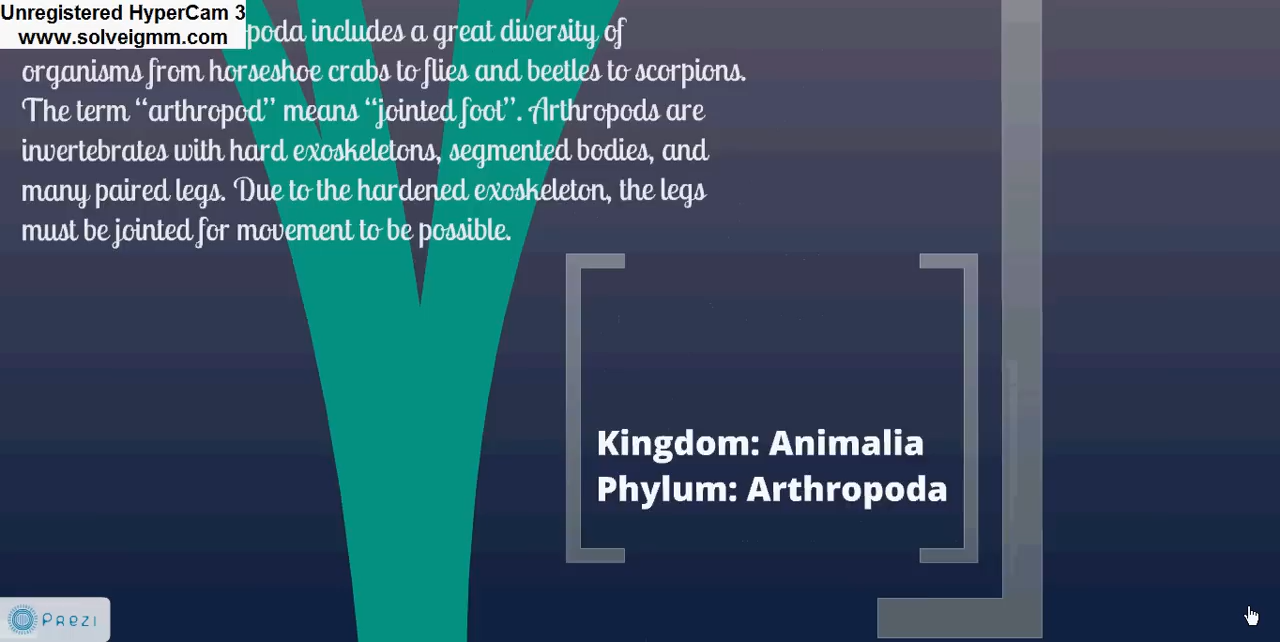 Unregistered HyperCam 3
www.solveigmm.com
poda includes a great diversity of
organisms from horseshoe crabs to flies and beetles to scorpions.
The term “arthropod” means “jointed foot”. Arthropods are
invertebrates with hard exoskeletons, segmented bodies, and
many paired legs. Due to the hardened exoskeleton, the legs
must be jointed for movement to be possible.
Kingdom: Animalia
Phylum: Arthropoda
Prezi